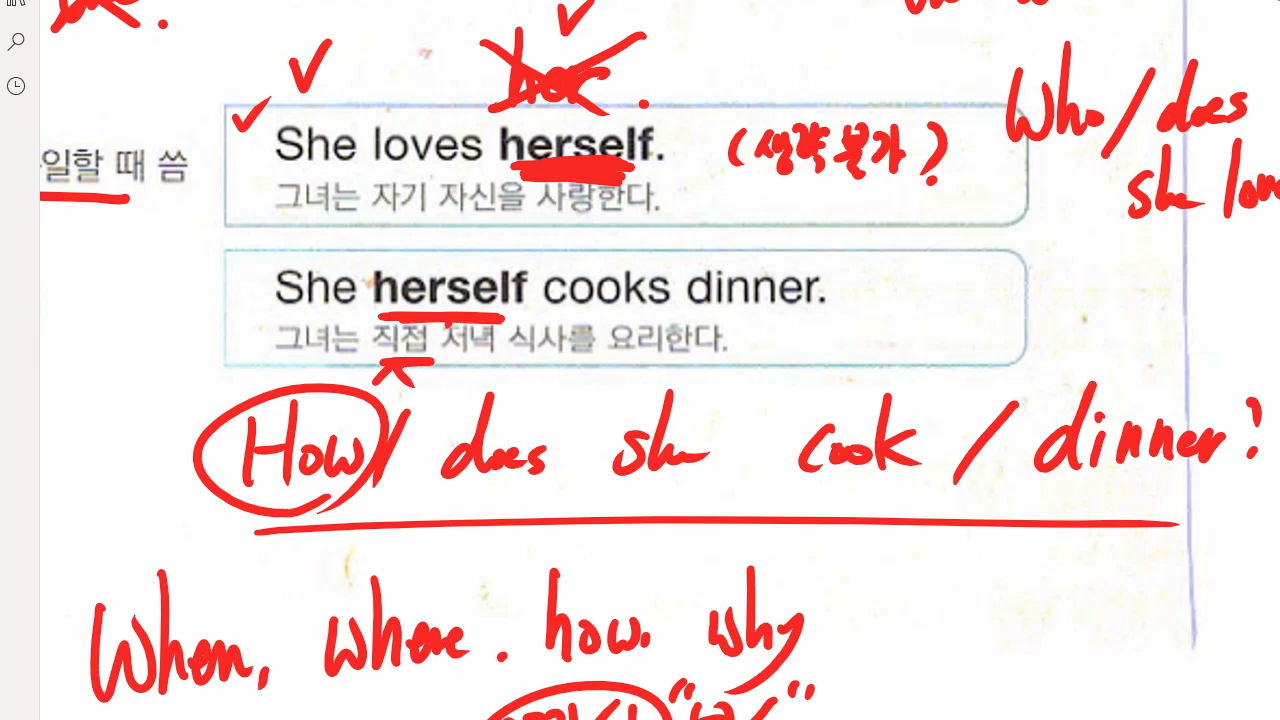 her.
She loves herself.
(생략 불가?)
Who/does
she
일할 때 씀
그녀는 자기 자신을 사랑한다.
She herself cooks dinner.
그녀는 직접 저녁 식사를 요리한다.
How/does she cook/dinner?
When, where. how. why